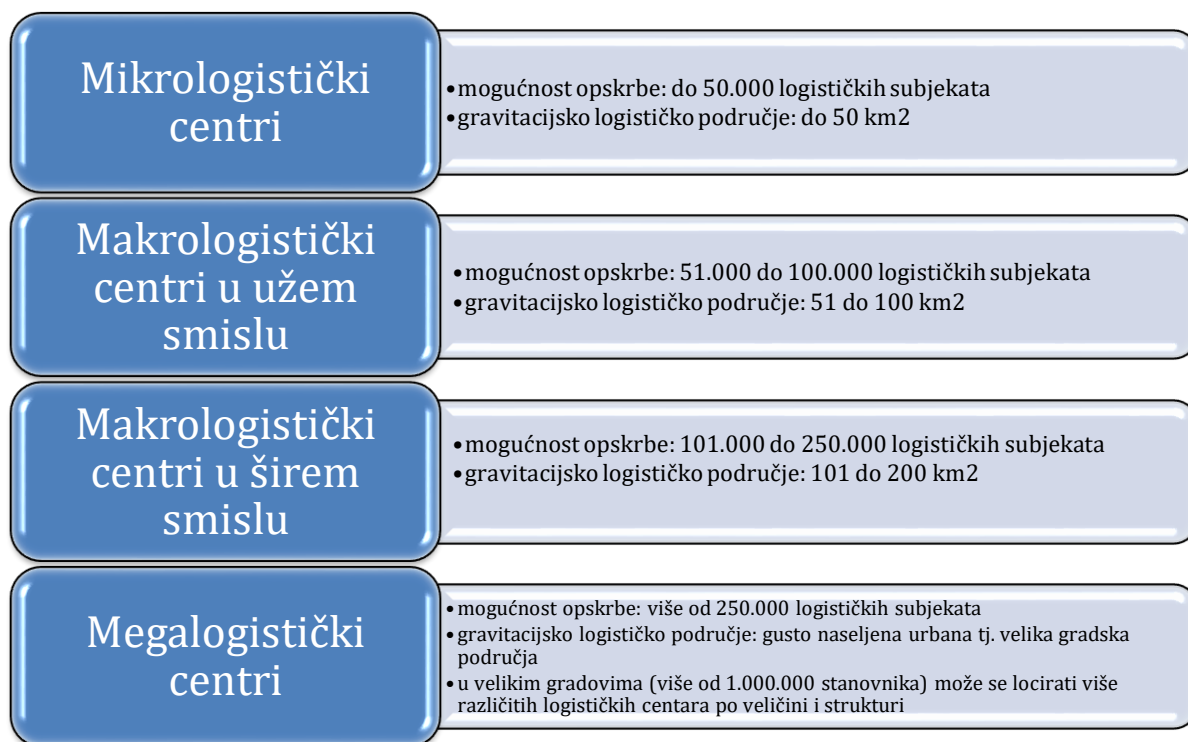 Mikrologistički
centri
•mogućnost opskrbe: do 50.000 logističkih subjekata
•gravitacijsko logističko područje: do 50 km2
Makrologistički
centri u užem
smislu
•mogućnost opskrbe: 51.000 do 100.000 logističkih subjekata
•gravitacijsko logističko područje: 51 do 100 km2
Makrologistički
centri u širem
smislu
•mogućnost opskrbe: 101.000 do 250.000 logističkih subjekata
•gravitacijsko logističko područje: 101 do 200 km2
Megalogistički
centri
•mogućnost opskrbe: više od 250.000 logističkih subjekata
•gravitacijsko logističko područje: gusto naseljena urbana tj. velika gradska
područja
•u velikim gradovima (više od 1.000.000 stanovnika) može se locirati više
različitih logističkih centara po veličini i strukturi